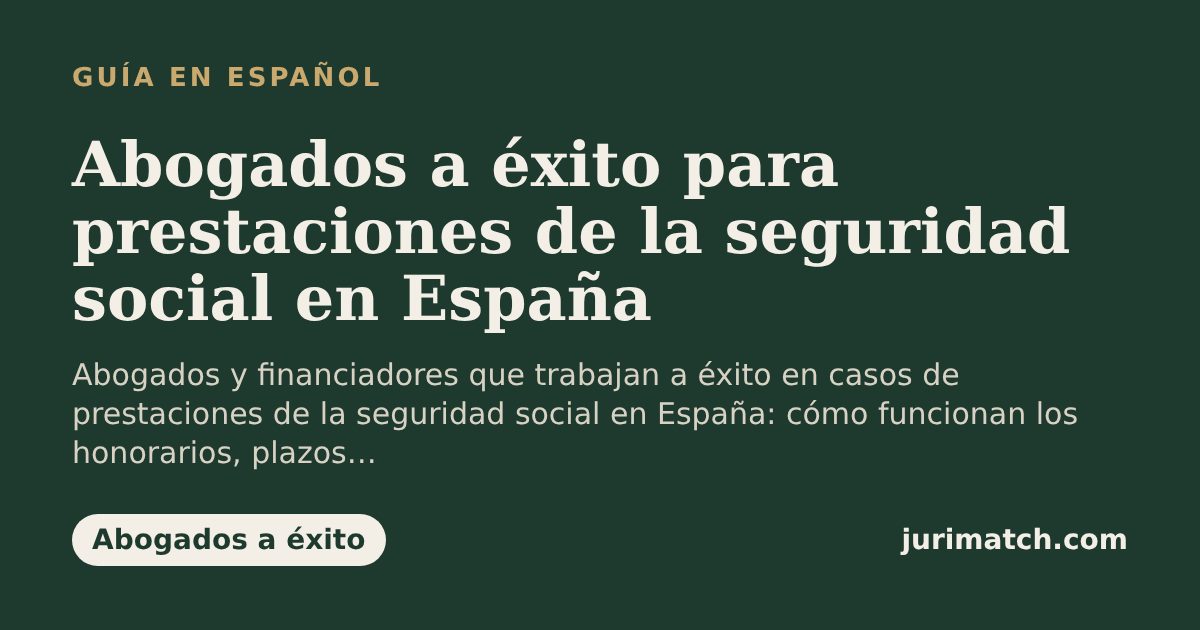 GUÍA EN ESPAÑOL
Abogados a éxito para
prestaciones de la seguridad
social en España
Abogados y financiadores que trabajan a éxito en casos de
prestaciones de la seguridad social en España: cómo funcionan los
honorarios, plazos…
Abogados a éxito
jurimatch.com